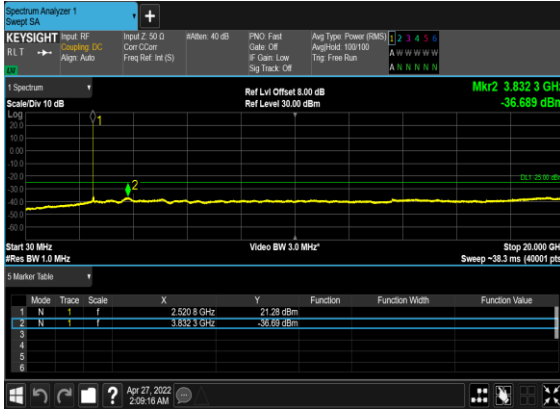 Spectrum Analyzer 1
Swept SA
+
KEYSIGHT Input: RF Input Z: 50 Ω #Atten: 40 dB PNO: Fast Avg Type: Power (RMS) 1 2 3 4 5 6
RLT Coupling: DC Corr CCorr Gate: Off Avg|Hold: 100/100 A W W W W W
Align: Auto Freq Ref: Int (S) IF Gain: Low Trig: Free Run
Sig Track: Off A N N N N N
1 Spectrum Ref Lvl Offset 8.00 dB Mkr2 3.832 3 GHz
Scale/Div 10 dB Ref Level 30.00 dBm -36.689 dBm
Log
1
20.0
10.0
0.00
-10.0
-20.0 DL1 -25.00 dBm
-30.0 2
-40.0
-50.0
-60.0
Start 30 MHz Video BW 3.0 MHz* Stop 20.000 GHz
#Res BW 1.0 MHz Sweep ~38.3 ms (40001 pts)
5 Marker Table
Mode Trace Scale X Y Function Function Width Function Value
1 N 1 f 2.520 8 GHz 21.28 dBm
2 N 1 f 3.832 3 GHz -36.69 dBm
3
4
5
6
? Apr 27, 2022
2:09:16 AM